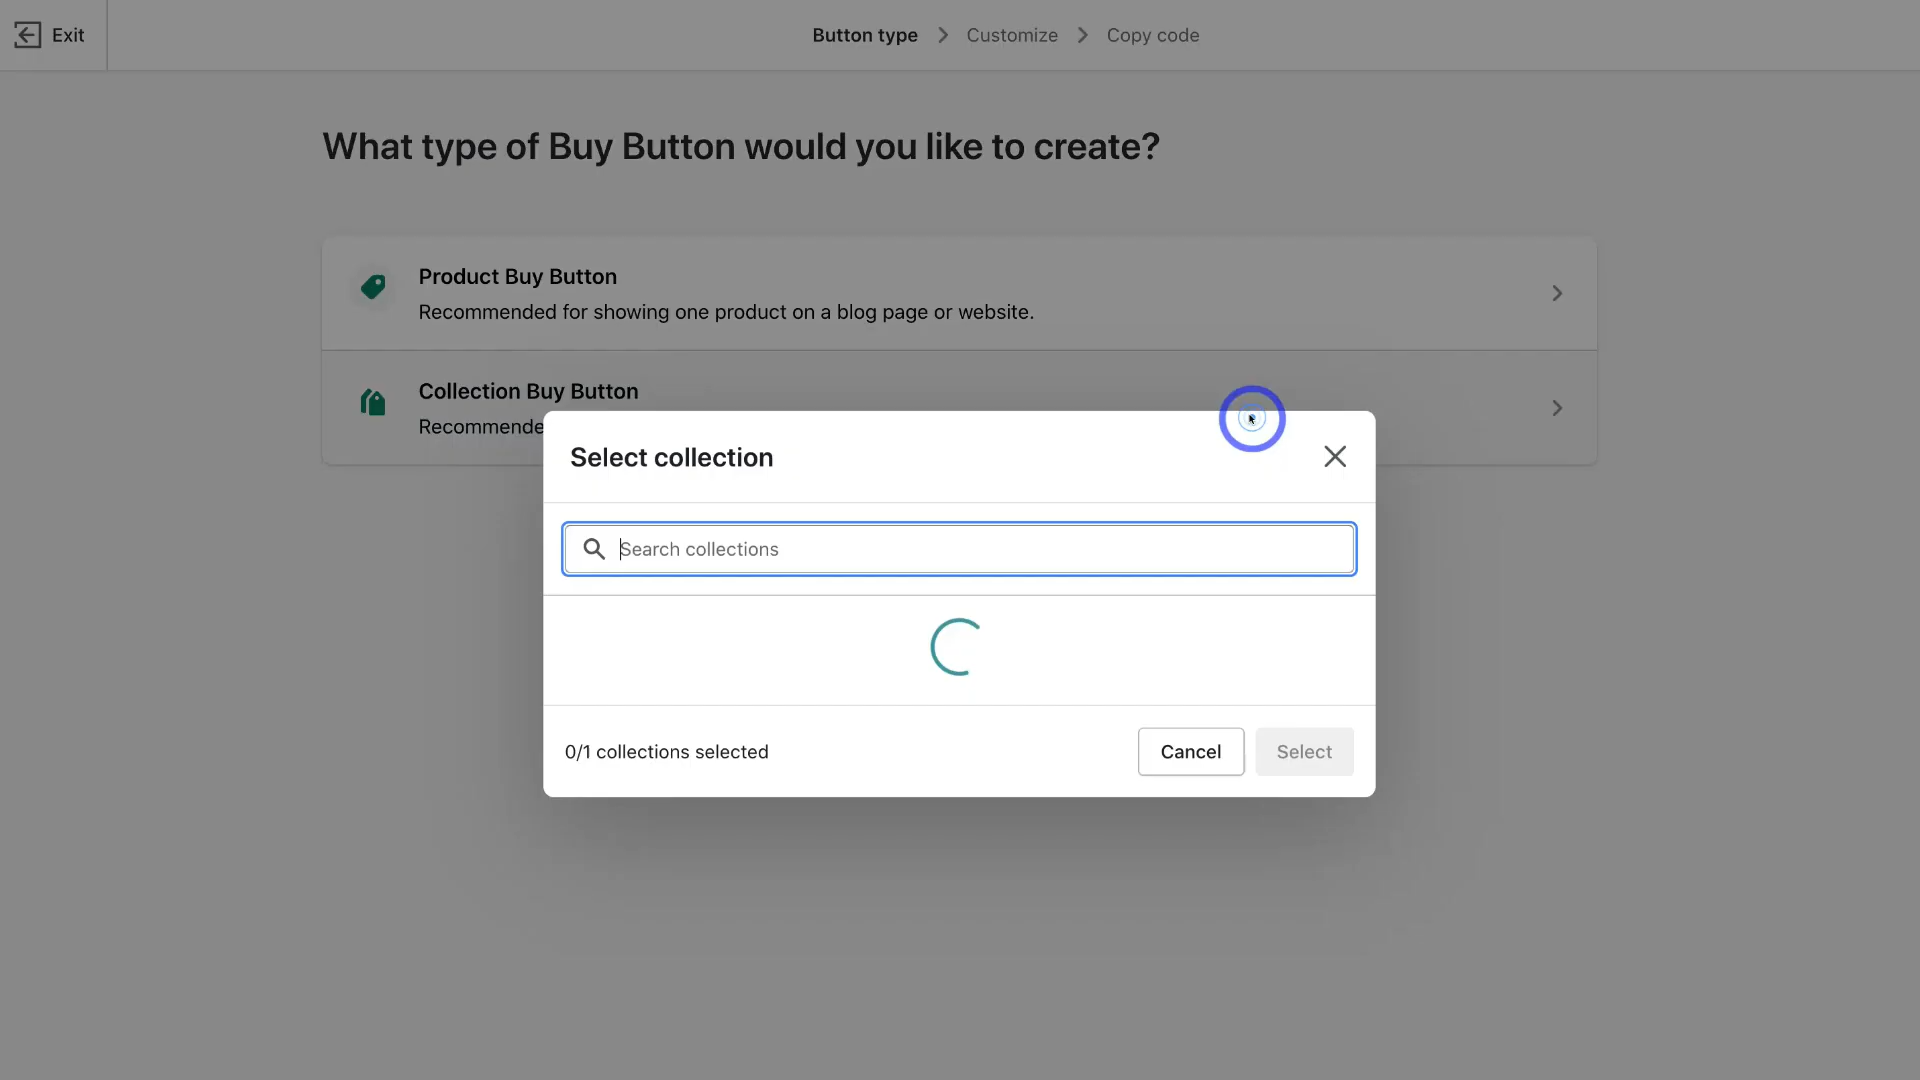 Exit
Button type
Customize
Copy code
What type of Buy Button would you like to create?
Product Buy Button
Recommended for showing one product on a blog page or website.
Collection Buy Button
Recommende
Select collection
Search collections
0/1 collections selected
Cancel
Select